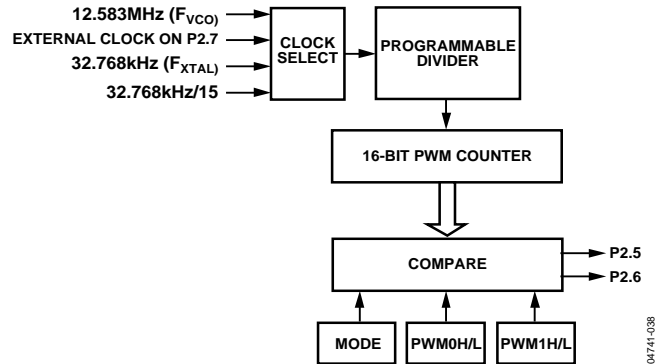 12.583MHz (FVCO)
EXTERNAL CLOCK ON P2.7
32.768kHz (FXTAL)
32.768kHz/15
CLOCK
SELECT
PROGRAMMABLE
DIVIDER
16-BIT PWM COUNTER
COMPARE
P2.5
P2.6
MODE
PWM0H/L
PWM1H/L
04741-038